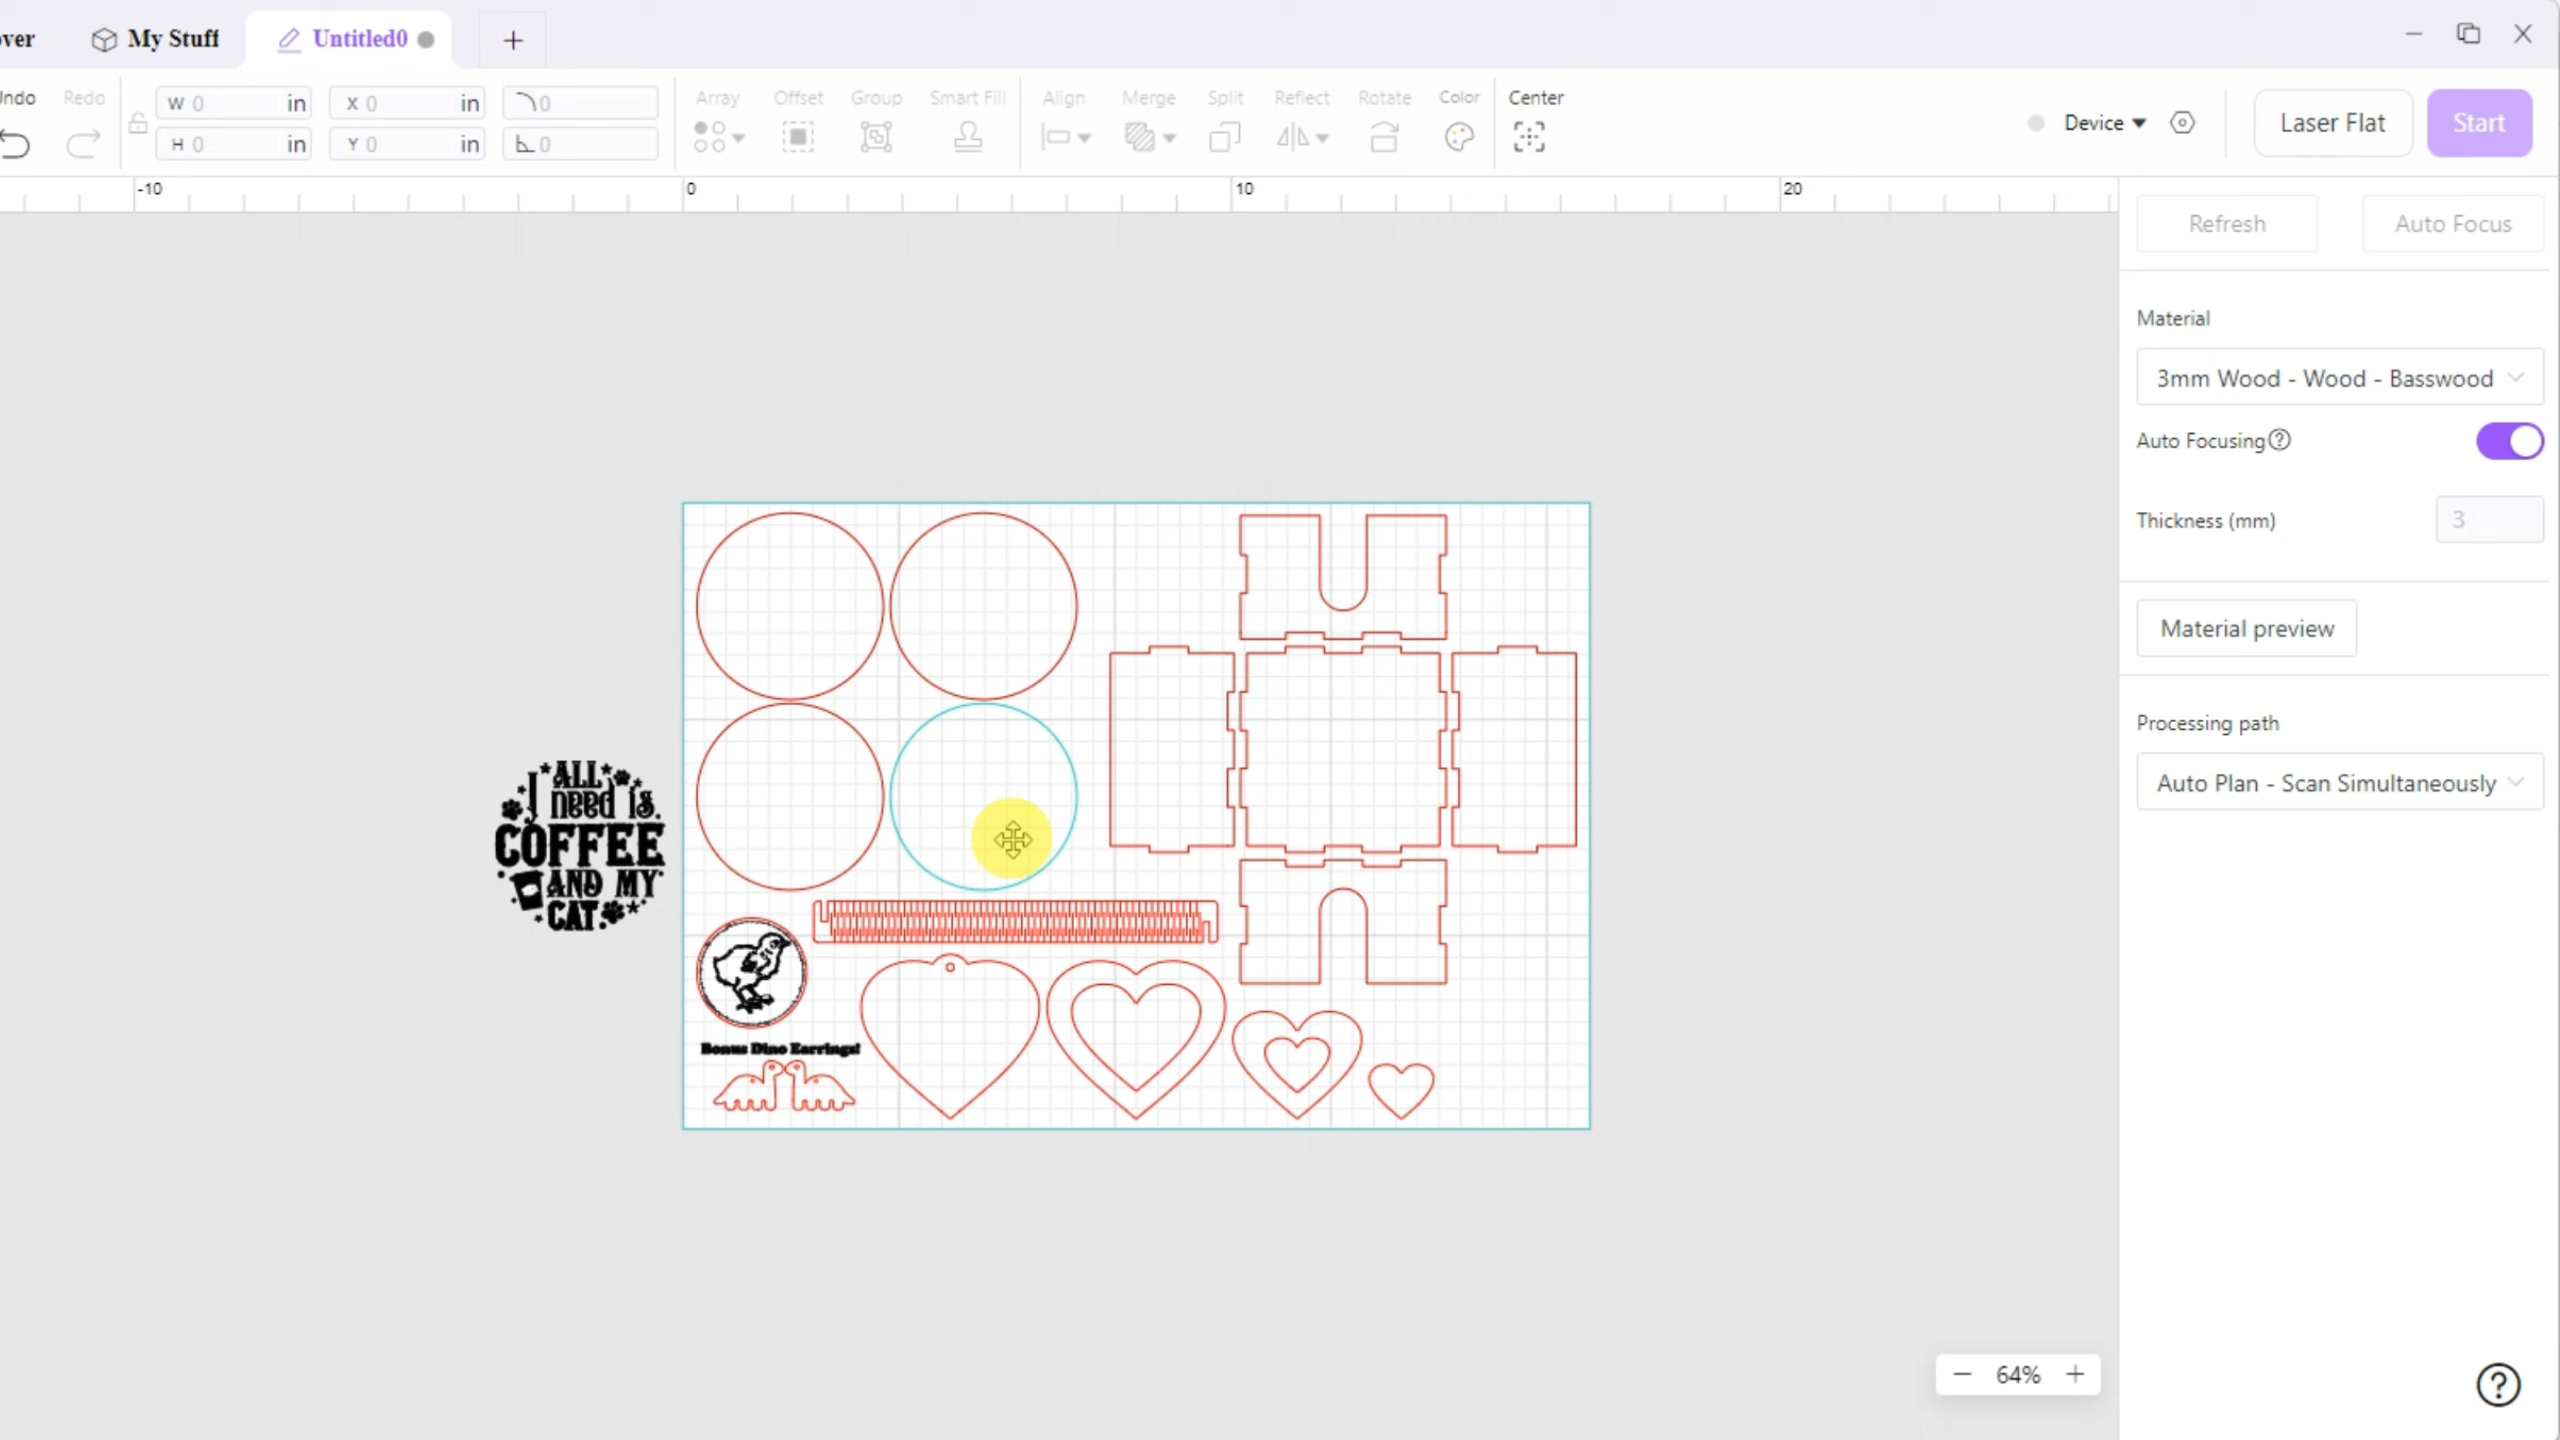 over
My Stuff
Untitled0
+
Undo
Redo
W 0 in
H 0 in
X 0 in
Y 0 in
0
0
Array
Offset
Group
Smart Fill
Align
Merge
Split
Reflect
Rotate
Color
Center
Device
Laser Flat
Start
-10
0
10
20
Refresh
Auto Focus
Material
3mm Wood - Wood - Basswood
Auto Focusing
Thickness (mm)
3
Material preview
Processing path
Auto Plan - Scan Simultaneously
I ALL
need is
COFFEE
AND MY
CAT.
Bonus Dino Earrings!
64%